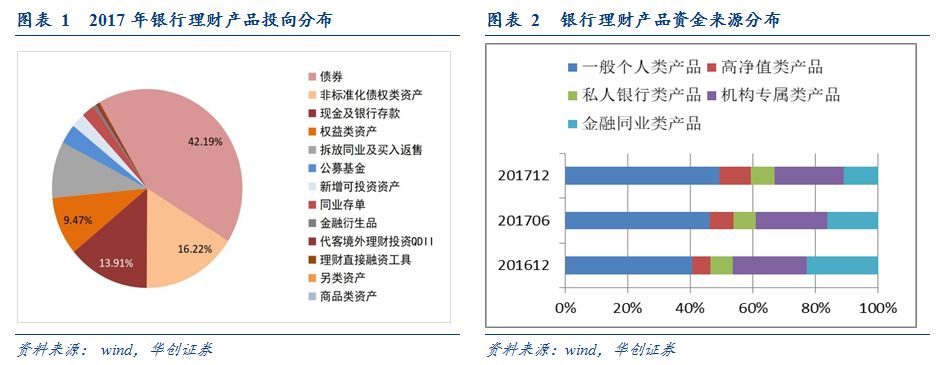 图表 1 2017 年银行理财产品投向分布
42.19%
16.22%
13.91%
9.47%
债券
非标准化债权类资产
现金及银行存款
权益类资产
拆放同业及买入返售
公募基金
新增可投资资产
同业存单
金融衍生品
代客境外理财投资QDII
理财直接融资工具
另类资产
商品类资产
资料来源： wind，华创证券
图表 2 银行理财产品资金来源分布
一般个人类产品 高净值类产品
私人银行类产品 机构专属类产品
金融同业类产品
201712
201706
201612
0% 20% 40% 60% 80% 100%
资料来源：wind，华创证券